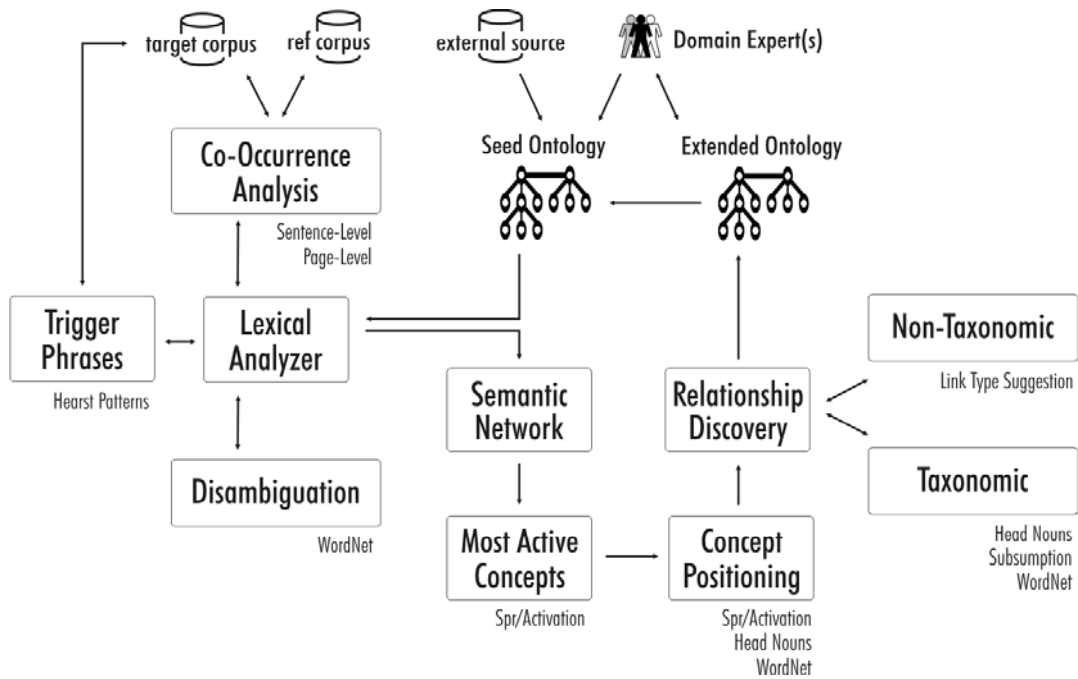 target corpus
ref corpus
external source
Domain Expert(s)
Co-Occurrence
Analysis
Sentence-Level
Page-Level
Seed Ontology
Extended Ontology
Trigger
Phrases
Hearst Patterns
Lexical
Analyzer
Semantic
Network
Relationship
Discovery
Non-Taxonomic
Link Type Suggestion
Disambiguation
WordNet
Taxonomic
Head Nouns
Subsumption
WordNet
Most Active
Concepts
Spr/Activation
Concept
Positioning
Spr/Activation
Head Nouns
WordNet